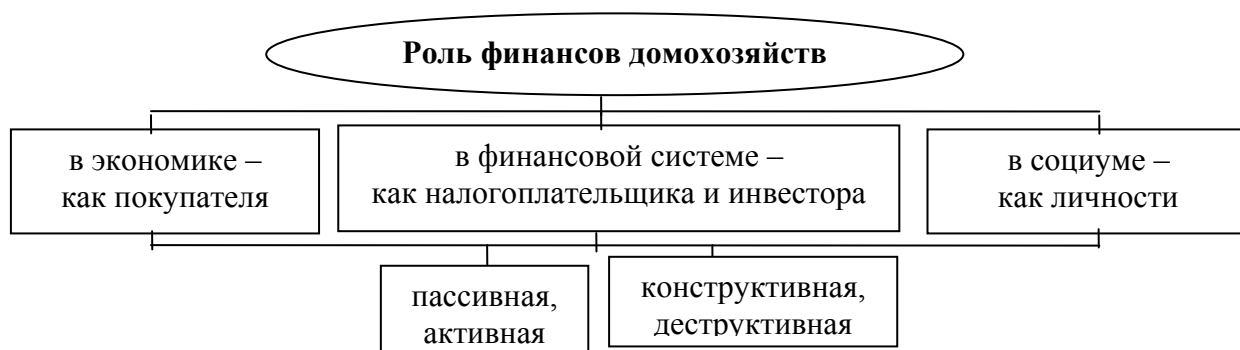 Роль финансов домохозяйств
в экономике –
как покупателя
в финансовой системе –
как налогоплательщика и инвестора
в социуме –
как личности
пассивная,
активная
конструктивная,
деструктивная